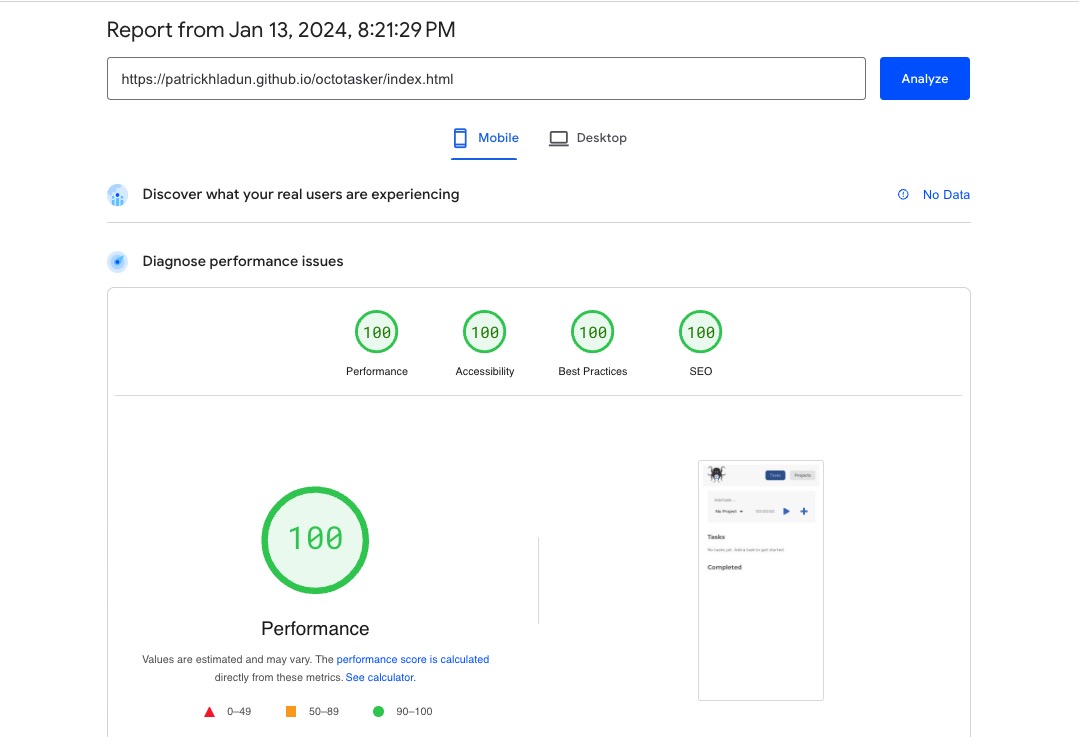 Report from Jan 13, 2024, 8:21:29 PM
https://patrickhladun.github.io/octotasker/index.html
Analyze
Mobile
Desktop
Discover what your real users are experiencing
No Data
Diagnose performance issues
100 100 100 100
Performance Accessibility Best Practices SEO
100
Performance
Values are estimated and may vary. The performance score is calculated
directly from these metrics. See calculator.
0–49 50–89 90–100
Tasks Projects
Add task ...
No Project 00:00:00
Tasks
No tasks yet. Add a task to get started.
Completed